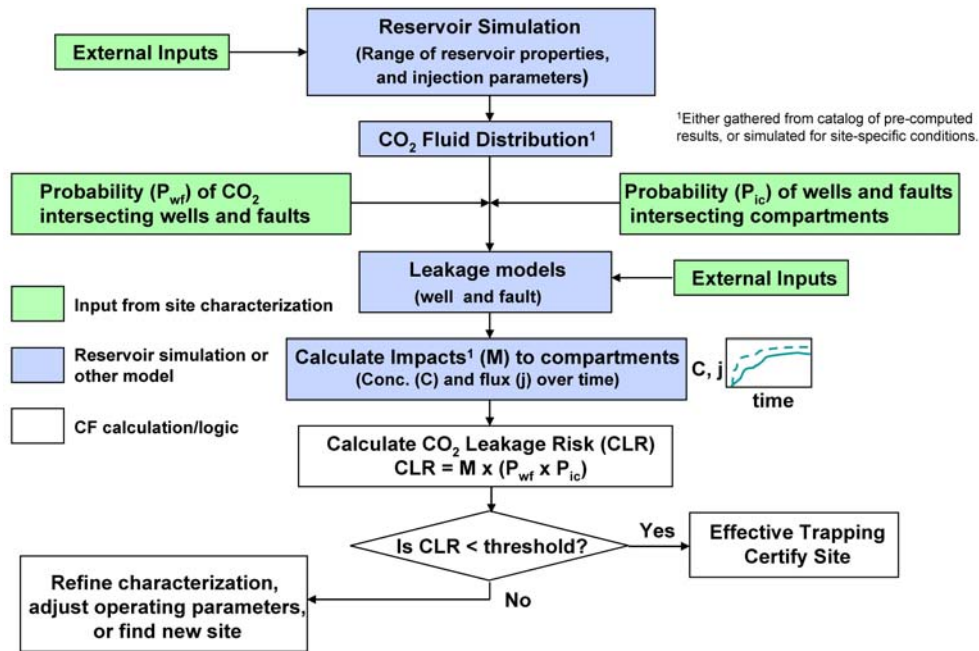 Reservoir Simulation
(Range of reservoir properties,
and injection parameters)
External Inputs
¹Either gathered from catalog of pre-computed
results, or simulated for site-specific conditions.
CO₂ Fluid Distribution¹
Probability (P_wf) of CO₂
intersecting wells and faults
Probability (P_ic) of wells and faults
intersecting compartments
Leakage models
(well and fault)
External Inputs
Input from site characterization
Reservoir simulation or
other model
CF calculation/logic
Calculate Impacts¹ (M) to compartments
(Conc. (C) and flux (j) over time)
C, j
time
Calculate CO₂ Leakage Risk (CLR)
CLR = M x (P_wf x P_ic)
Is CLR < threshold?
Yes
Effective Trapping
Certify Site
No
Refine characterization,
adjust operating parameters,
or find new site